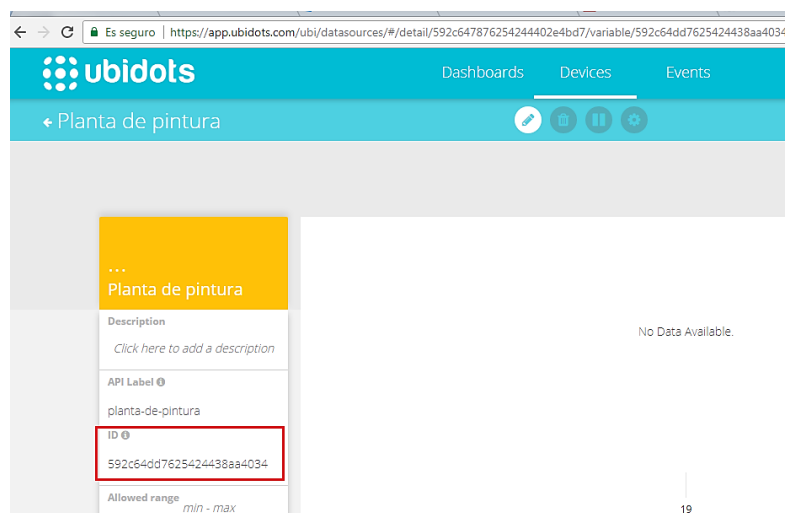 Es seguro | https://app.ubidots.com/ubi/datasources/#/detail/592c647876254244402e4bd7/variable/592c64dd7625424438aa4034
ubidots
Dashboards Devices Events
Planta de pintura
...
Planta de pintura
Description
Click here to add a description
No Data Available.
API Label
planta-de-pintura
ID
592c64dd7625424438aa4034
Allowed range
min - max
19